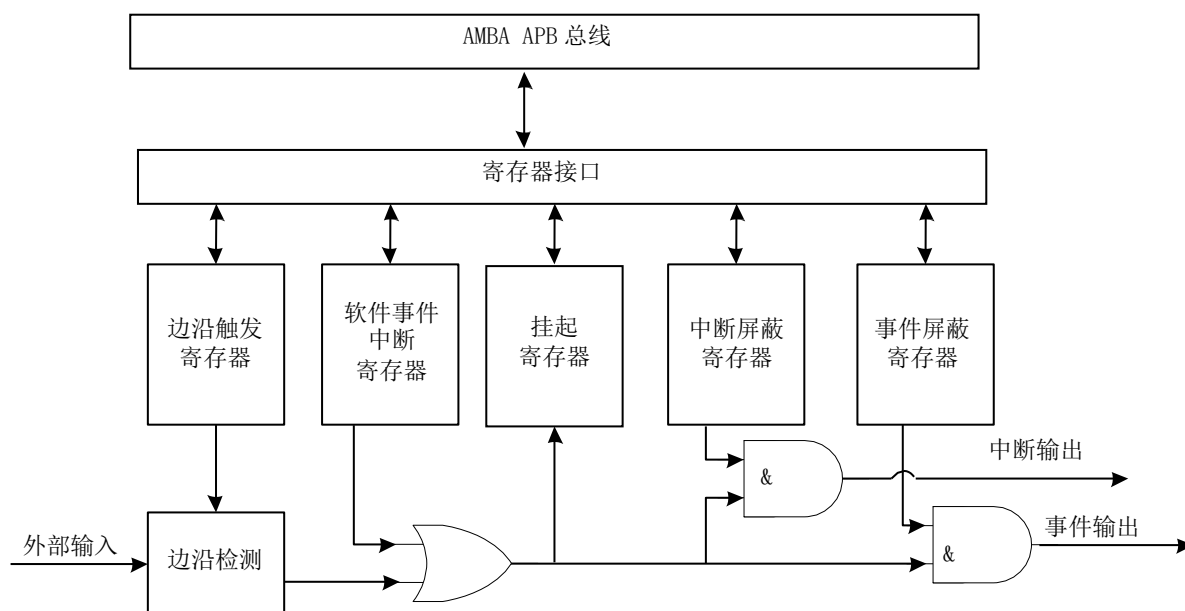 AMBA APB 总线
寄存器接口
边沿触发
寄存器
软件事件
中断
寄存器
挂起
寄存器
中断屏蔽
寄存器
事件屏蔽
寄存器
中断输出
&
事件输出
&
外部输入
边沿检测